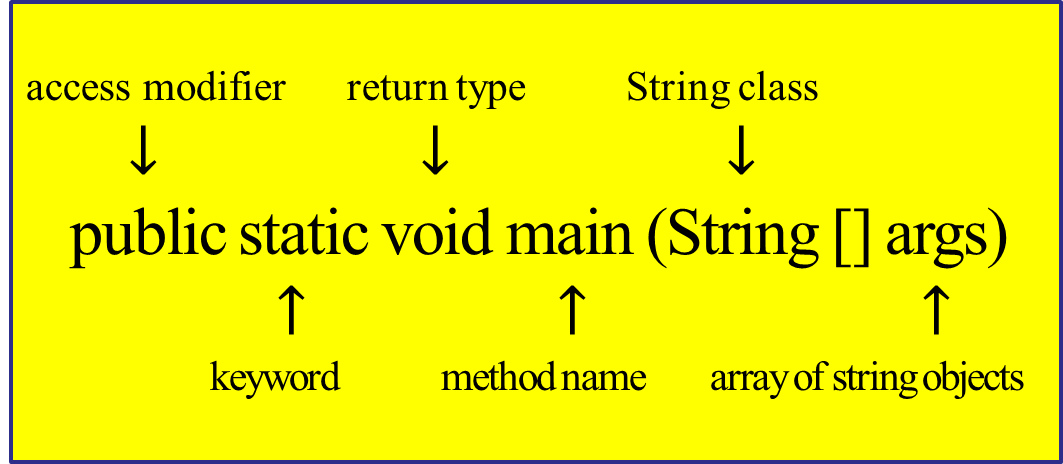 access modifier return type String class
public static void main (String [] args)
keyword method name array of string objects